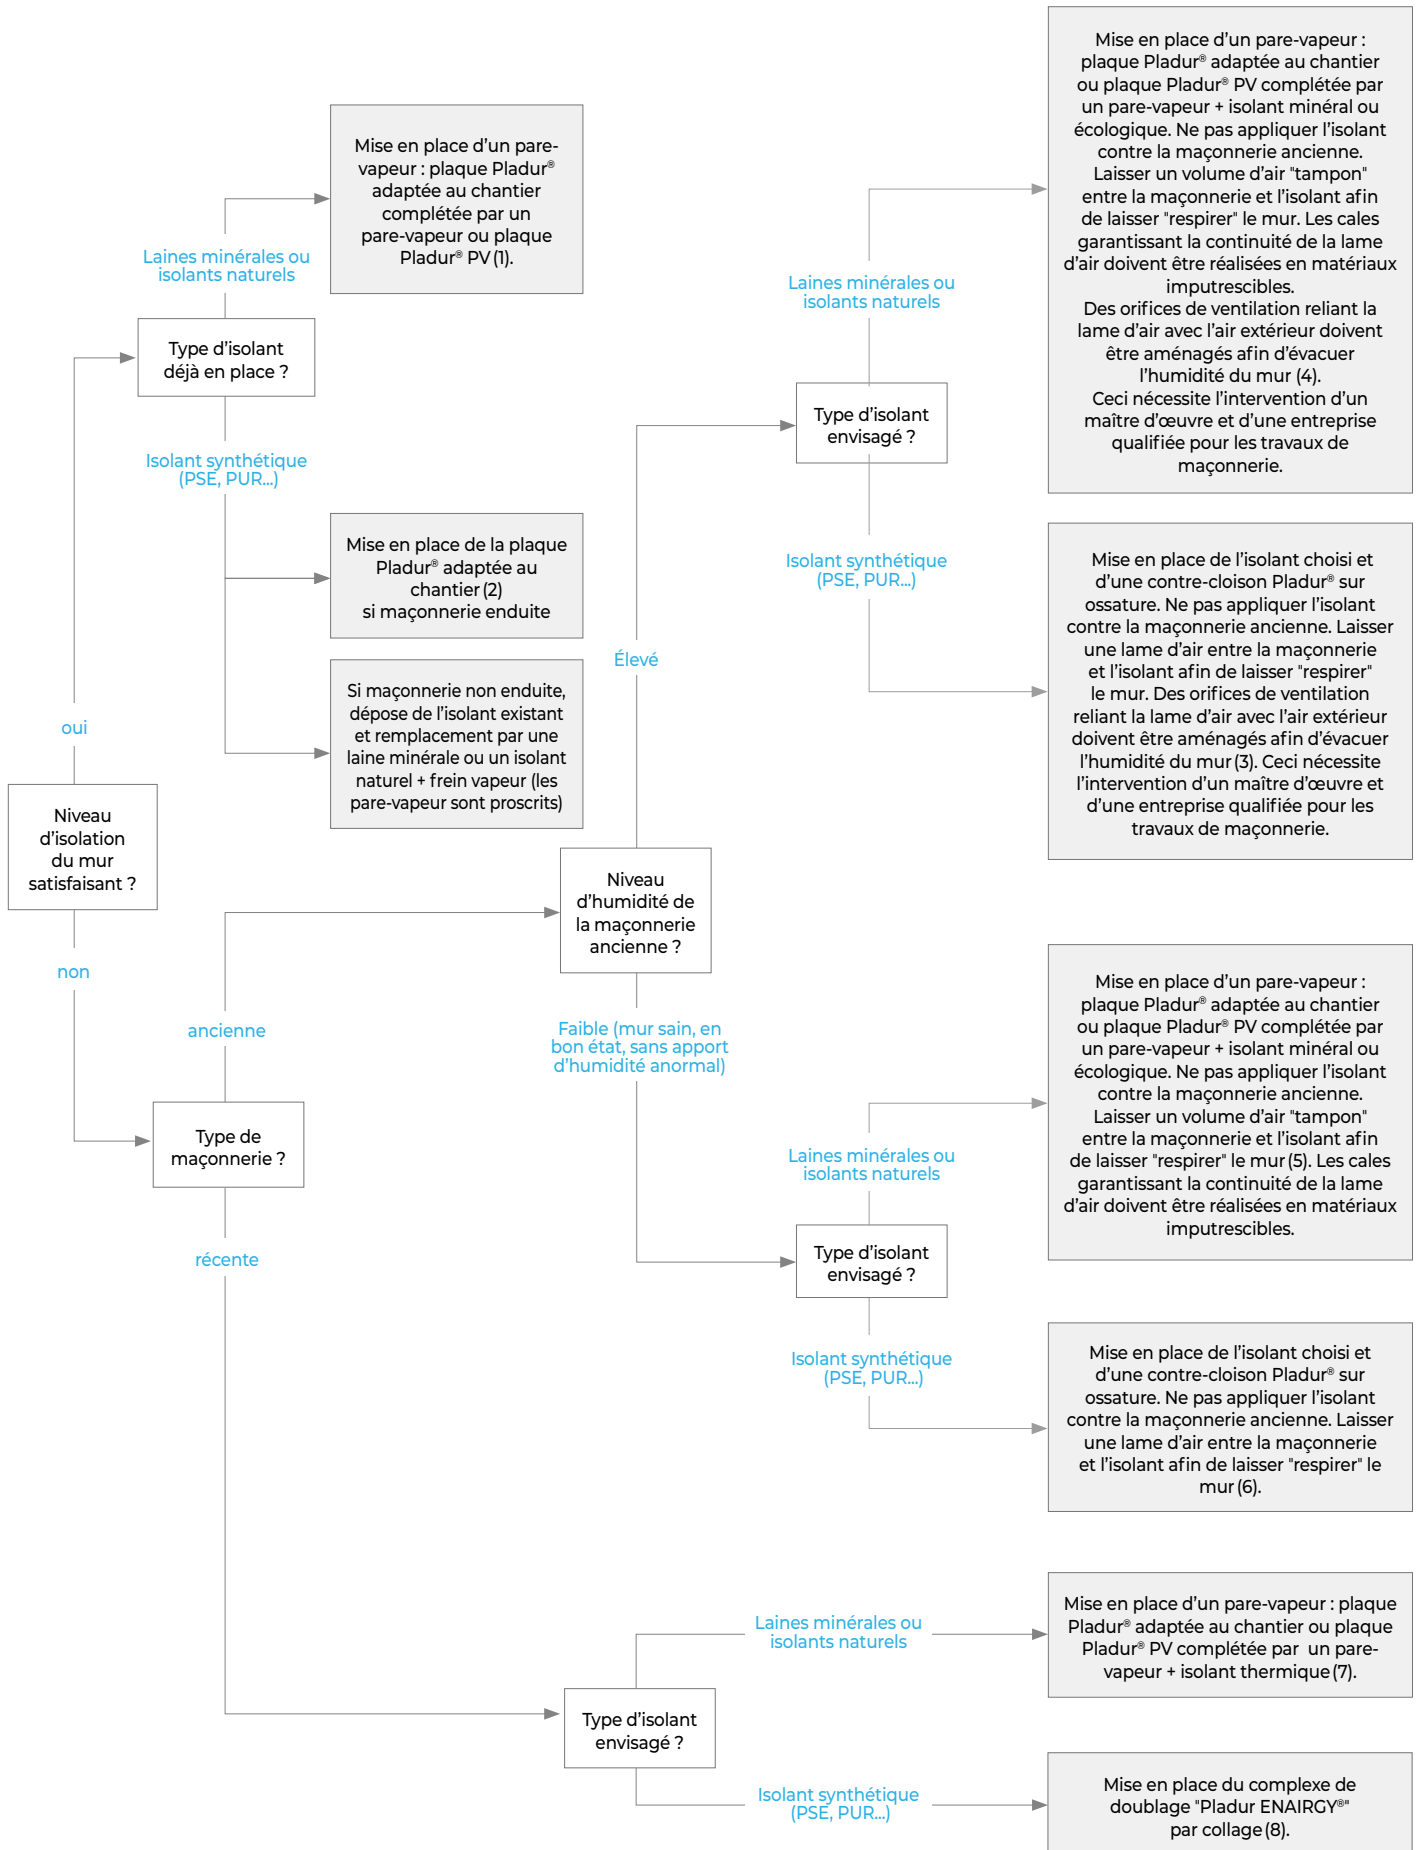 Niveau
d'isolation
du mur
satisfaisant ?
oui
Type d'isolant
déjà en place ?
Laines minérales ou
isolants naturels
Mise en place d'un pare-
vapeur : plaque Pladur®
adaptée au chantier
complétée par un
pare-vapeur ou plaque
Pladur® PV (1).
Isolant synthétique
(PSE, PUR...)
Mise en place de la plaque
Pladur® adaptée au
chantier (2)
si maçonnerie enduite
Si maçonnerie non enduite,
dépose de l'isolant existant
et remplacement par une
laine minérale ou un isolant
naturel + frein vapeur (les
pare-vapeur sont proscrits)
non
Type de
maçonnerie ?
ancienne
Niveau
d'humidité de
la maçonnerie
ancienne ?
Élevé
Type d'isolant
envisagé ?
Laines minérales ou
isolants naturels
Mise en place d'un pare-vapeur :
plaque Pladur® adaptée au chantier
ou plaque Pladur® PV complétée par
un pare-vapeur + isolant minéral ou
écologique. Ne pas appliquer l'isolant
contre la maçonnerie ancienne.
Laisser un volume d'air "tampon"
entre la maçonnerie et l'isolant afin
de laisser "respirer" le mur. Les cales
garantissant la continuité de la lame
d'air doivent être réalisées en matériaux
imputrescibles.
Des orifices de ventilation reliant la
lame d'air avec l'air extérieur doivent
être aménagés afin d'évacuer
l'humidité du mur (4).
Ceci nécessite l'intervention d'un
maître d'œuvre et d'une entreprise
qualifiée pour les travaux de
maçonnerie.
Isolant synthétique
(PSE, PUR...)
Mise en place de l'isolant choisi et
d'une contre-cloison Pladur® sur
ossature. Ne pas appliquer l'isolant
contre la maçonnerie ancienne. Laisser
une lame d'air entre la maçonnerie
et l'isolant afin de laisser "respirer"
le mur. Des orifices de ventilation
reliant la lame d'air avec l'air extérieur
doivent être aménagés afin d'évacuer
l'humidité du mur (3). Ceci nécessite
l'intervention d'un maître d'œuvre et
d'une entreprise qualifiée pour les
travaux de maçonnerie.
Faible (mur sain, en
bon état, sans apport
d'humidité anormal)
Type d'isolant
envisagé ?
Laines minérales ou
isolants naturels
Mise en place d'un pare-vapeur :
plaque Pladur® adaptée au chantier
ou plaque Pladur® PV complétée par
un pare-vapeur + isolant minéral ou
écologique. Ne pas appliquer l'isolant
contre la maçonnerie ancienne.
Laisser un volume d'air "tampon"
entre la maçonnerie et l'isolant afin
de laisser "respirer" le mur (5). Les cales
garantissant la continuité de la lame
d'air doivent être réalisées en matériaux
imputrescibles.
Isolant synthétique
(PSE, PUR...)
Mise en place de l'isolant choisi et
d'une contre-cloison Pladur® sur
ossature. Ne pas appliquer l'isolant
contre la maçonnerie ancienne. Laisser
une lame d'air entre la maçonnerie
et l'isolant afin de laisser "respirer" le
mur (6).
récente
Type d'isolant
envisagé ?
Laines minérales ou
isolants naturels
Mise en place d'un pare-vapeur : plaque
Pladur® adaptée au chantier ou plaque
Pladur® PV complétée par un pare-
vapeur + isolant thermique (7).
Isolant synthétique
(PSE, PUR...)
Mise en place du complexe de
doublage "Pladur ENAIRGY®"
par collage (8).